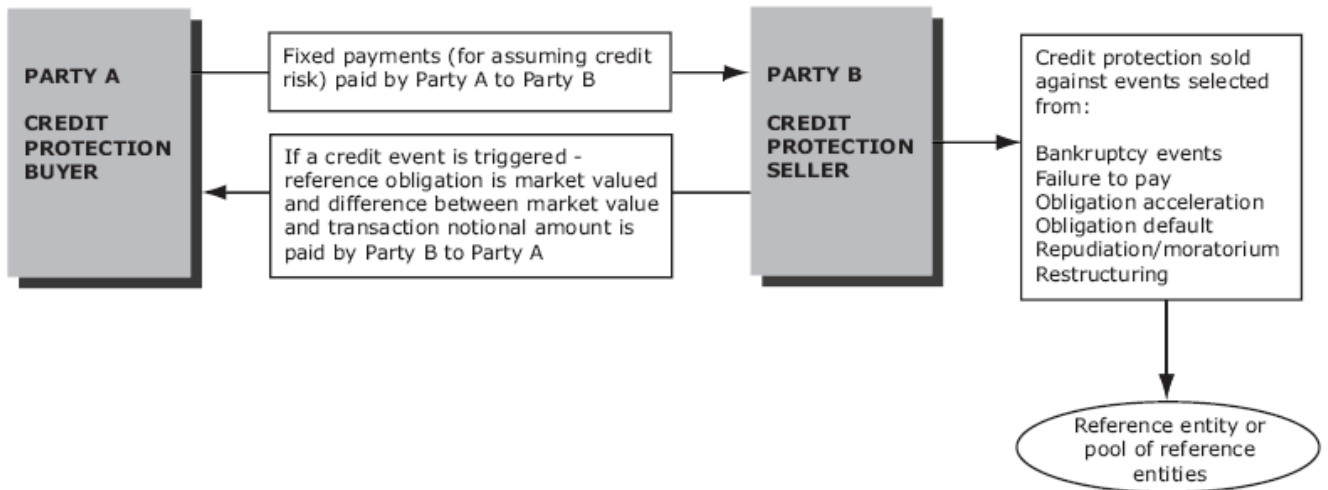 PARTY A
CREDIT
PROTECTION
BUYER
Fixed payments (for assuming credit
risk) paid by Party A to Party B
If a credit event is triggered -
reference obligation is market valued
and difference between market value
and transaction notional amount is
paid by Party B to Party A
PARTY B
CREDIT
PROTECTION
SELLER
Credit protection sold
against events selected
from:
Bankruptcy events
Failure to pay
Obligation acceleration
Obligation default
Repudiation/moratorium
Restructuring
Reference entity or
pool of reference
entities